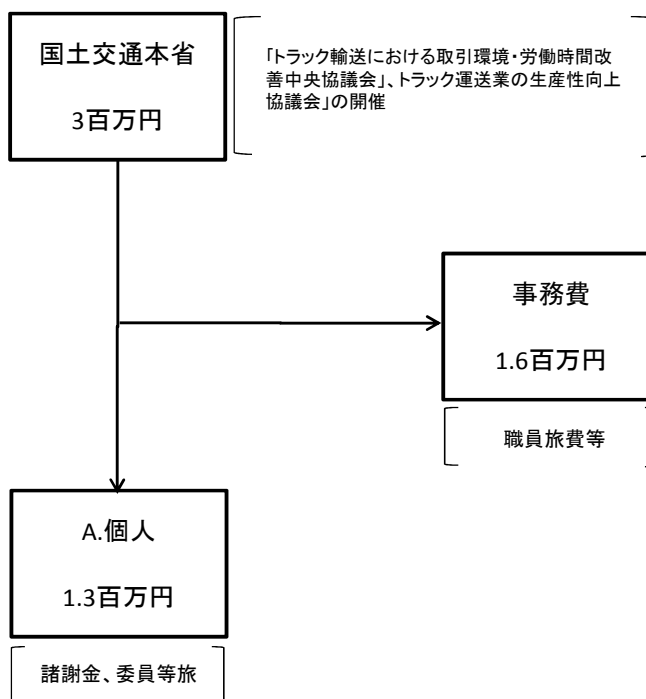 国土交通本省
3百万円
「トラック輸送における取引環境・労働時間改
善中央協議会」、トラック運送業の生産性向上
協議会」の開催
事務費
1.6百万円
職員旅費等
A.個人
1.3百万円
諸謝金、委員等旅